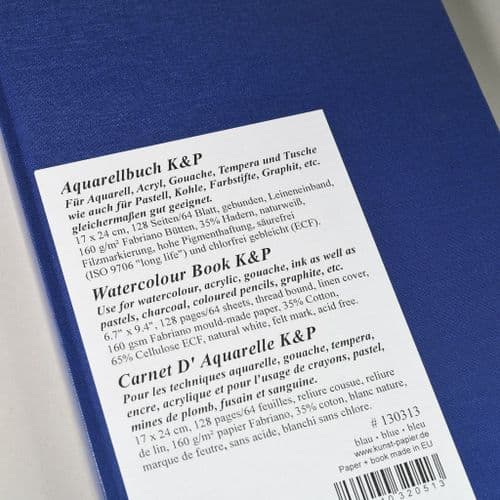 Aquarellbuch K&P
Für Aquarell, Acryl, Gouache, Tempera und Tusche
wie auch für Pastell, Kohle, Farbstifte, Graphit, etc.
gleichermaßen gut geeignet.
17 x 24 cm, 128 Seiten/64 Blatt, gebunden, Leineneinband,
160 g/m² Fabriano Bütten, 35% Hadern, naturweiß,
Filzmarkierung, hohe Pigmenthaftung, säurefrei
(ISO 9706 "long life") und chlorfrei gebleicht (ECF).
Watercolour Book K&P
Use for watercolour, acrylic, gouache, ink as well as
pastels, charcoal, coloured pencils, graphite, etc.
6.7" x 9.4", 128 pages/64 sheets, thread bound, linen cover,
160 gsm Fabriano mould-made paper, 35% Cotton,
65% Cellulose ECF, natural white, felt mark, acid free.
Carnet D' Aquarelle K&P
Pour les techniques aquarelle, gouache, tempera,
encre, acrylique et pour l'usage de crayons, pastel,
mines de plomb, fusain et sanguine.
17 x 24 cm, 128 pages/64 feuilles, reliure cousue, reliure
de lin, 160 g/m² papier Fabriano, 35% coton, blanc nature,
marque de feutre, sans acide, blanchi sans chlore.
# 130313
blau • blue • bleu
www.kunst-papier.de
Paper + book made in EU